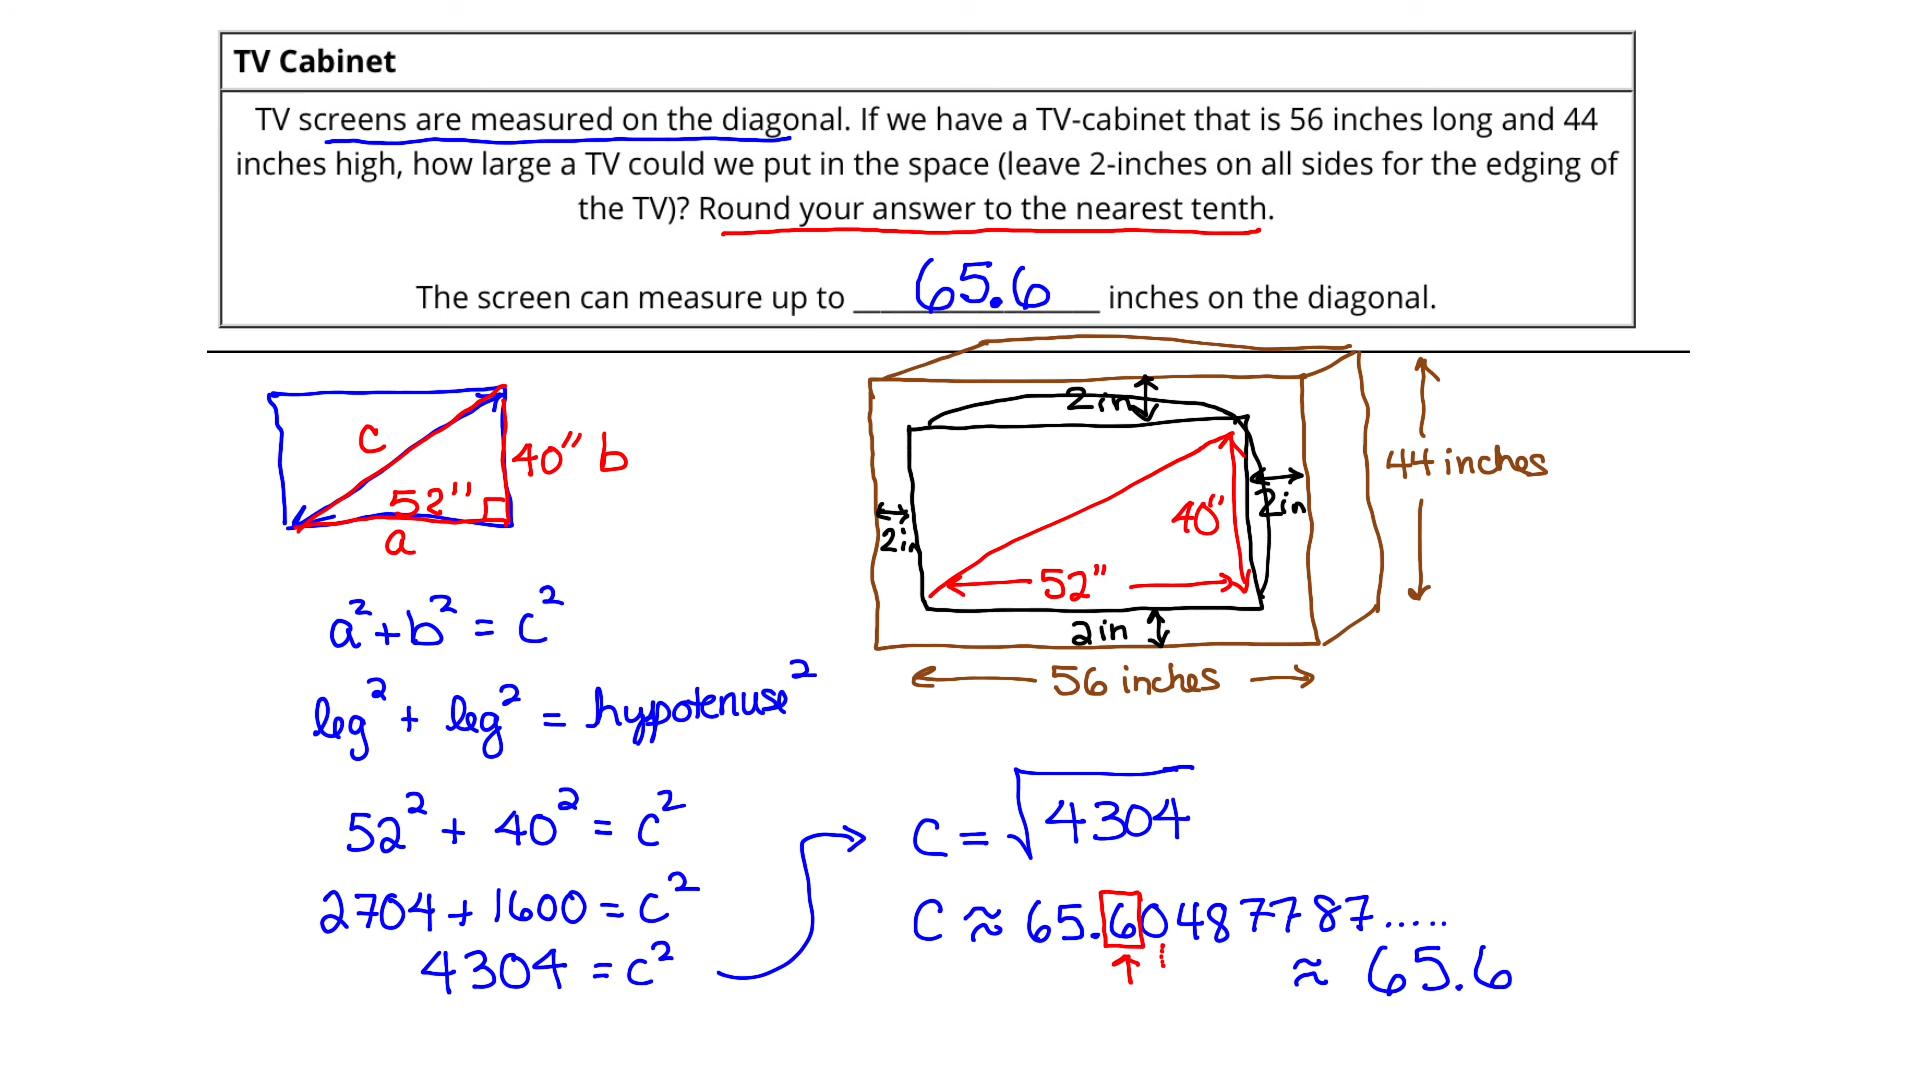 TV Cabinet
TV screens are measured on the diagonal. If we have a TV-cabinet that is 56 inches long and 44
inches high, how large a TV could we put in the space (leave 2-inches on all sides for the edging of
the TV)? Round your answer to the nearest tenth.
The screen can measure up to 65.6 inches on the diagonal.
c
40" b
52"
a
2in
44 inches
2in
40"
2in
52"
2in
56 inches
a² + b² = c²
leg² + leg² = hypotenuse²
52² + 40² = c²
2704 + 1600 = c²
4304 = c²
C = √4304
C ≈ 65.604877787.....
≈ 65.6